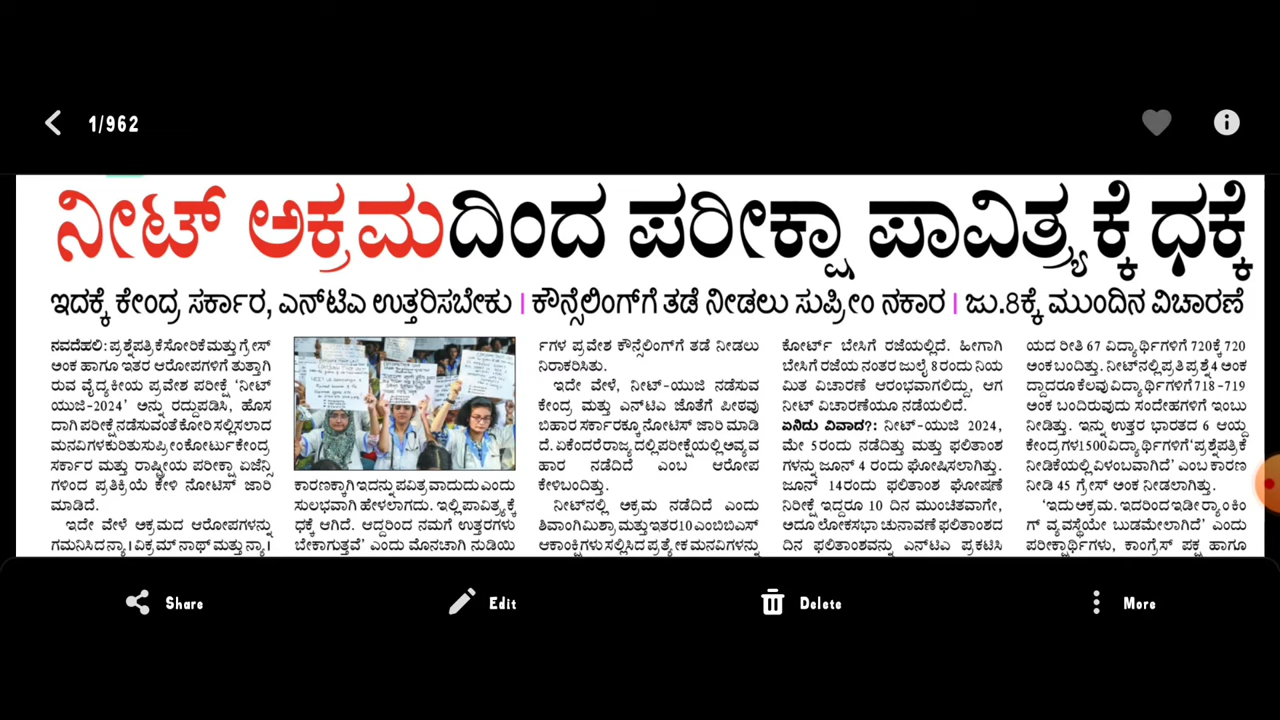 1/962
ನೀಟ್ ಅಕ್ರಮದಿಂದ ಪರೀಕ್ಷಾ ಪಾವಿತ್ರ್ಯಕ್ಕೆ ಧಕ್ಕೆ
ಇದಕ್ಕೆ ಕೇಂದ್ರ ಸರ್ಕಾರ, ಎನ್‌ಟಿಎ ಉತ್ತರಿಸಬೇಕು | ಕೌನ್ಸೆಲಿಂಗ್‌ಗೆ ತಡೆ ನೀಡಲು ಸುಪ್ರೀಂ ನಕಾರ | ಜು.8ಕ್ಕೆ ಮುಂದಿನ ವಿಚಾರಣೆ
ನವದೆಹಲಿ: ಪ್ರಶ್ನೆಪತ್ರಿಕೆ ಸೋರಿಕೆ ಮತ್ತು ಗ್ರೇಸ್
ಅಂಕ ಹಾಗೂ ಇತರ ಆರೋಪಗಳಿಗೆ ತುತ್ತಾಗಿ
ರುವ ವೈದ್ಯಕೀಯ ಪ್ರವೇಶ ಪರೀಕ್ಷೆ ‘ನೀಟ್
ಯುಜಿ-2024’ ಅನ್ನು ರದ್ದುಪಡಿಸಿ, ಹೊಸ
ದಾಗಿ ಪರೀಕ್ಷೆ ನಡೆಸುವಂತೆ ಕೋರಿ ಸಲ್ಲಿಸಲಾದ
ಮನವಿಗಳ ಕುರಿತು ಸುಪ್ರೀಂಕೋರ್ಟು ಕೇಂದ್ರ
ಸರ್ಕಾರ ಮತ್ತು ರಾಷ್ಟ್ರೀಯ ಪರೀಕ್ಷಾ ಏಜೆನ್ಸಿ
ಗಳಿಂದ ಪ್ರತಿಕ್ರಿಯೆ ಕೇಳಿ ನೋಟಿಸ್ ಜಾರಿ
ಮಾಡಿದೆ.
ಇದೇ ವೇಳೆ ಅಕ್ರಮದ ಆರೋಪಗಳನ್ನು
ಗಮನಿಸಿದ ನ್ಯಾ। ವಿಕ್ರಮ್ ನಾಥ್ ಮತ್ತು ನ್ಯಾ।
ಕಾರಣಕ್ಕಾಗಿ ಇದನ್ನು ಪವಿತ್ರವಾದುದು ಎಂದು
ಸುಲಭವಾಗಿ ಹೇಳಲಾಗದು. ಇಲ್ಲಿ ಪಾವಿತ್ರ್ಯಕ್ಕೆ
ಧಕ್ಕೆ ಆಗಿದೆ. ಆದ್ದರಿಂದ ನಮಗೆ ಉತ್ತರಗಳು
ಬೇಕಾಗುತ್ತವೆ’ ಎಂದು ಮೊನಚಾಗಿ ನುಡಿಯಿ
ರ್ಗಳ ಪ್ರವೇಶ ಕೌನ್ಸೆಲಿಂಗ್‌ಗೆ ತಡೆ ನೀಡಲು
ನಿರಾಕರಿಸಿತು.
ಇದೇ ವೇಳೆ, ನೀಟ್-ಯುಜಿ ನಡೆಸುವ
ಕೇಂದ್ರ ಮತ್ತು ಎನ್‌ಟಿಎ ಜೊತೆಗೆ ಪೀಠವು
ಬಿಹಾರ ಸರ್ಕಾರಕ್ಕೂ ನೋಟಿಸ್ ಜಾರಿ ಮಾಡಿ
ದೆ. ಏಕೆಂದರೆ ರಾಜ್ಯದಲ್ಲಿ ಪರೀಕ್ಷೆಯಲ್ಲಿ ಅವ್ಯವ
ಹಾರ ನಡೆದಿದೆ ಎಂಬ ಆರೋಪ
ಕೇಳಿಬಂದಿತ್ತು.
ನೀಟ್‌ನಲ್ಲಿ ಅಕ್ರಮ ನಡೆದಿದೆ ಎಂದು
ಶಿವಾಂಗಿ ಮಿಶ್ರಾ ಮತ್ತು ಇತರ 10 ಎಂಬಿಬಿಎಸ್
ಆಕಾಂಕ್ಷಿಗಳು ಸಲ್ಲಿಸಿದ ಪ್ರತ್ಯೇಕ ಮನವಿಗಳನ್ನು
ಕೋರ್ಟ್ ಬೇಸಿಗೆ ರಜೆಯಲ್ಲಿದೆ. ಹೀಗಾಗಿ
ಬೇಸಿಗೆ ರಜೆಯ ನಂತರ ಜುಲೈ 8ರಂದು ನಿಯ
ಮಿತ ವಿಚಾರಣೆ ಆರಂಭವಾಗಲಿದ್ದು, ಆಗ
ನೀಟ್ ವಿಚಾರಣೆಯೂ ನಡೆಯಲಿದೆ.
ಏನಿದು ವಿವಾದ?: ನೀಟ್-ಯುಜಿ 2024,
ಮೇ 5ರಂದು ನಡೆದಿತ್ತು ಮತ್ತು ಫಲಿತಾಂಶ
ಗಳನ್ನು ಜೂನ್ 4 ರಂದು ಘೋಷಿಸಲಾಗಿತ್ತು.
ಜೂನ್ 14ರಂದು ಫಲಿತಾಂಶ ಘೋಷಣೆ
ನಿರೀಕ್ಷೆ ಇದ್ದರೂ 10 ದಿನ ಮುಂಚಿತವಾಗೇ,
ಅದೂ ಲೋಕಸಭಾ ಚುನಾವಣೆ ಫಲಿತಾಂಶದ
ದಿನ ಫಲಿತಾಂಶವನ್ನು ಎನ್‌ಟಿಎ ಪ್ರಕಟಿಸಿ
ಯದ ರೀತಿ 67 ವಿದ್ಯಾರ್ಥಿಗಳಿಗೆ 720ಕ್ಕೆ 720
ಅಂಕ ಬಂದಿತ್ತು. ನೀಟ್‌ನಲ್ಲಿ ಪ್ರತಿ ಪ್ರಶ್ನೆ 4 ಅಂಕ
ದ್ದಾದರೂ ಕೆಲವು ವಿದ್ಯಾರ್ಥಿಗಳಿಗೆ 718-719
ಅಂಕ ಬಂದಿರುವುದು ಸಂದೇಹಗಳಿಗೆ ಇಂಬು
ನೀಡಿತ್ತು. ಇನ್ನು ಉತ್ತರ ಭಾರತದ 6 ಆಯ್ದ
ಕೇಂದ್ರಗಳ 1500 ವಿದ್ಯಾರ್ಥಿಗಳಿಗೆ ‘ಪ್ರಶ್ನೆಪತ್ರಿಕೆ
ನೀಡಿಕೆಯಲ್ಲಿ ವಿಳಂಬವಾಗಿದೆ’ ಎಂಬ ಕಾರಣ
ನೀಡಿ 45 ಗ್ರೇಸ್ ಅಂಕ ನೀಡಲಾಗಿತ್ತು.
‘ಇದು ಅಕ್ರಮ. ಇದರಿಂದ ಇಡೀ ರ್‍ಯಾಂಕಿಂ
ಗ್ ವ್ಯವಸ್ಥೆಯೇ ಬುಡಮೇಲಾಗಿದೆ’ ಎಂದು
ಪರೀಕ್ಷಾರ್ಥಿಗಳು, ಕಾಂಗ್ರೆಸ್ ಪಕ್ಷ ಹಾಗೂ
Share
Edit
Delete
More